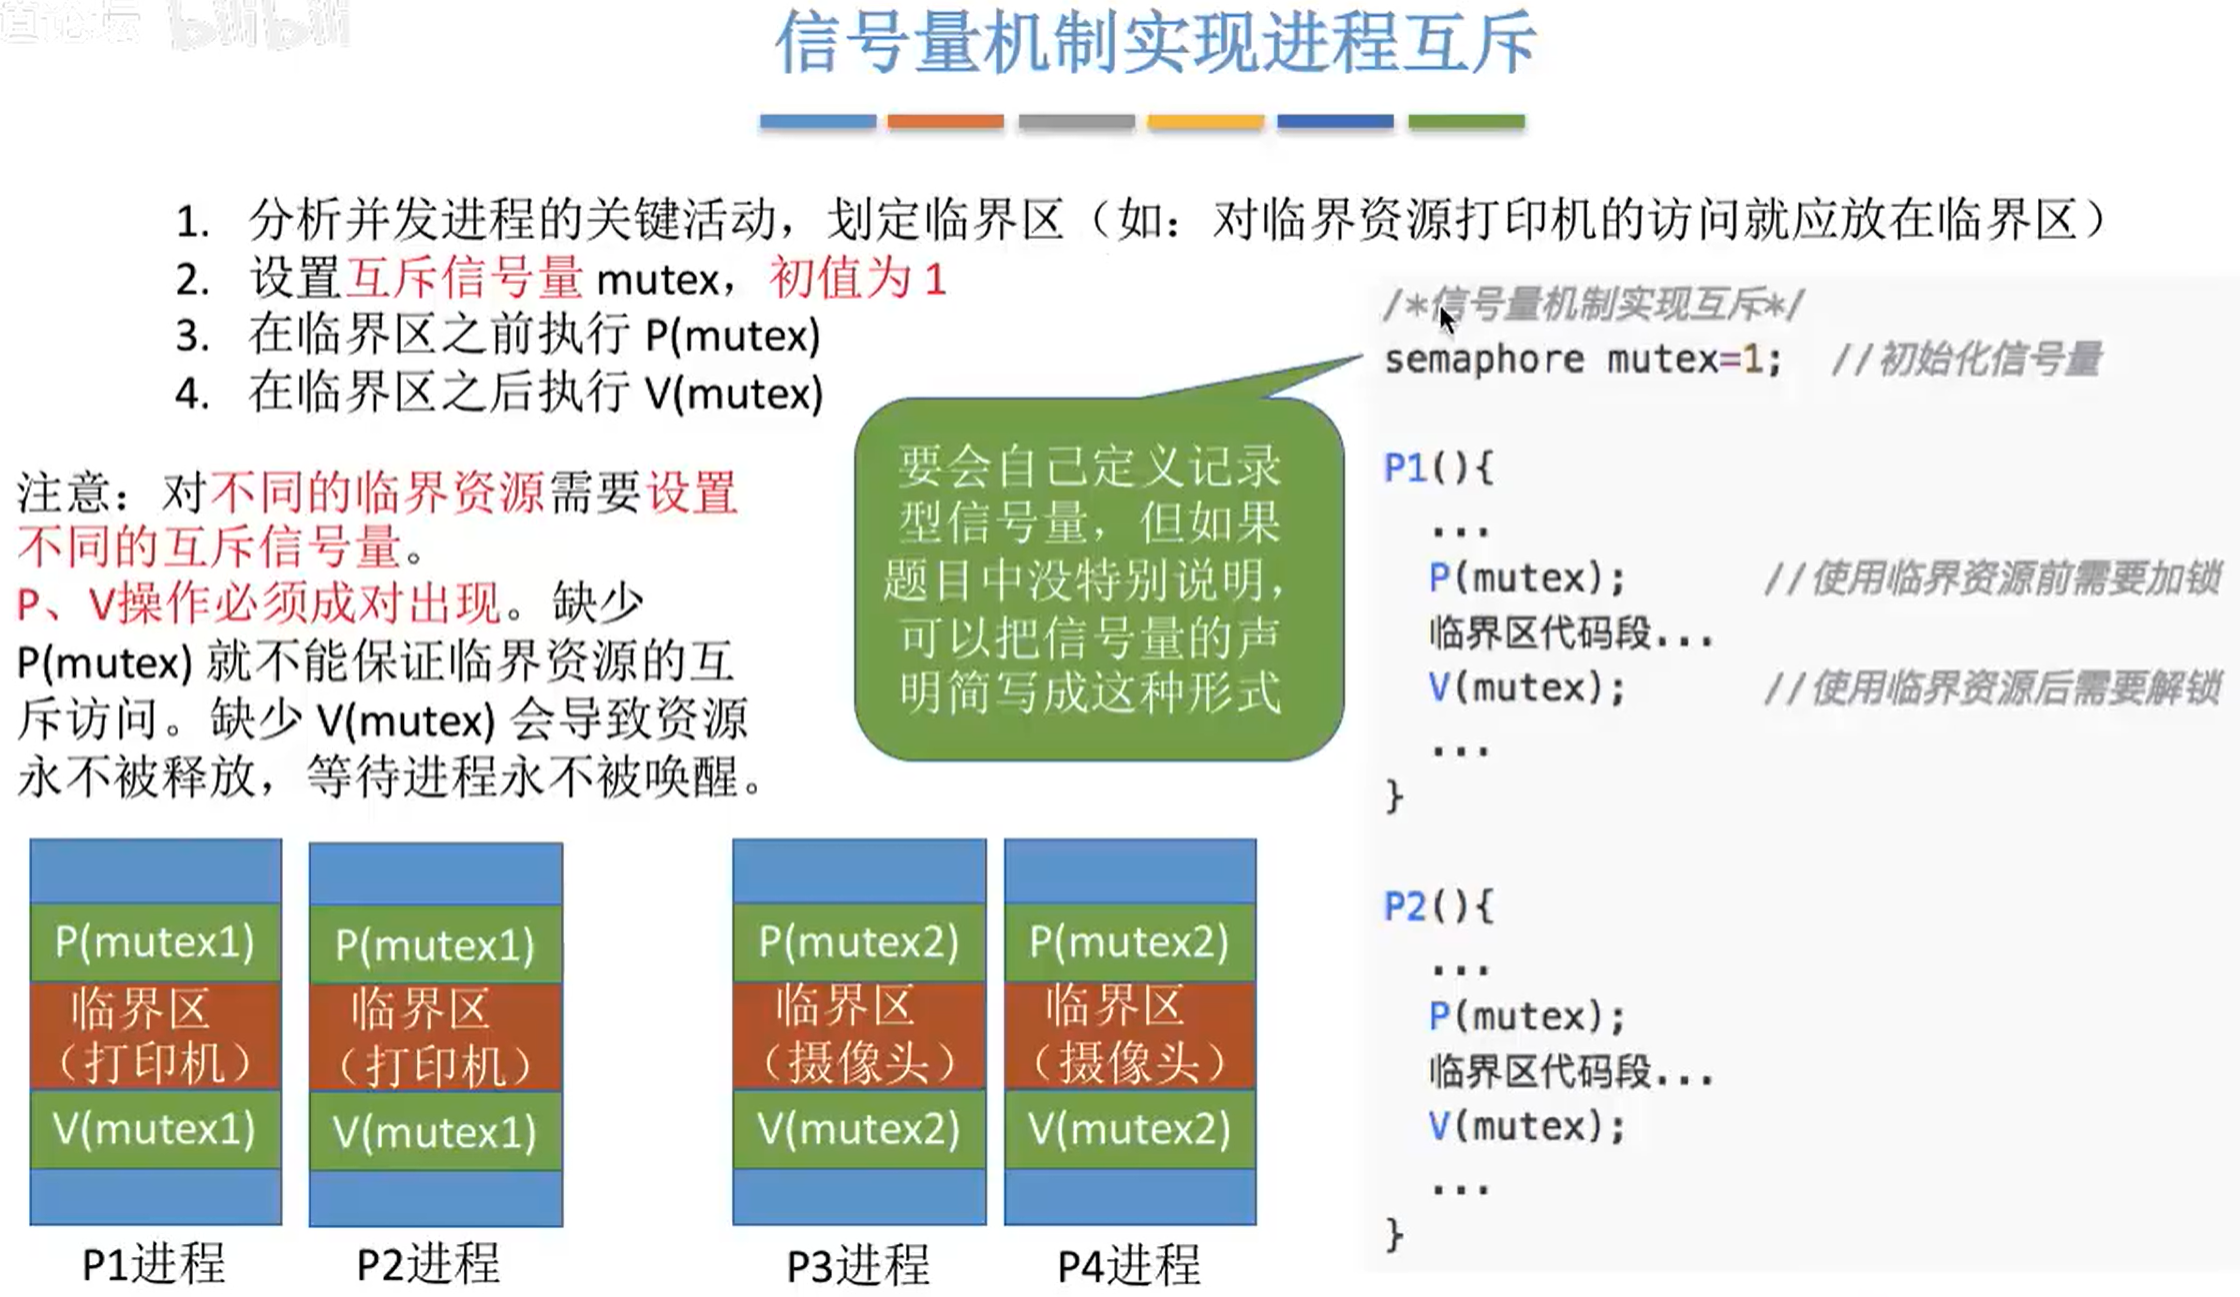 道论坛 bilibili
信号量机制实现进程互斥
1. 分析并发进程的关键活动，划定临界区（如：对临界资源打印机的访问就应放在临界区）
2. 设置互斥信号量 mutex，初值为 1
3. 在临界区之前执行 P(mutex)
4. 在临界区之后执行 V(mutex)
注意：对不同的临界资源需要设置
不同的互斥信号量。
P、V操作必须成对出现。缺少
P(mutex) 就不能保证临界资源的互
斥访问。缺少 V(mutex) 会导致资源
永不被释放，等待进程永不被唤醒。
要会自己定义记录
型信号量，但如果
题目中没特别说明，
可以把信号量的声
明简写成这种形式
/*信号量机制实现互斥*/
semaphore mutex=1; //初始化信号量
P1(){
...
P(mutex); //使用临界资源前需要加锁
临界区代码段...
V(mutex); //使用临界资源后需要解锁
...
}
P2(){
...
P(mutex);
临界区代码段...
V(mutex);
...
}
P(mutex1)
临界区
（打印机）
V(mutex1)
P1进程
P(mutex1)
临界区
（打印机）
V(mutex1)
P2进程
P(mutex2)
临界区
（摄像头）
V(mutex2)
P3进程
P(mutex2)
临界区
（摄像头）
V(mutex2)
P4进程